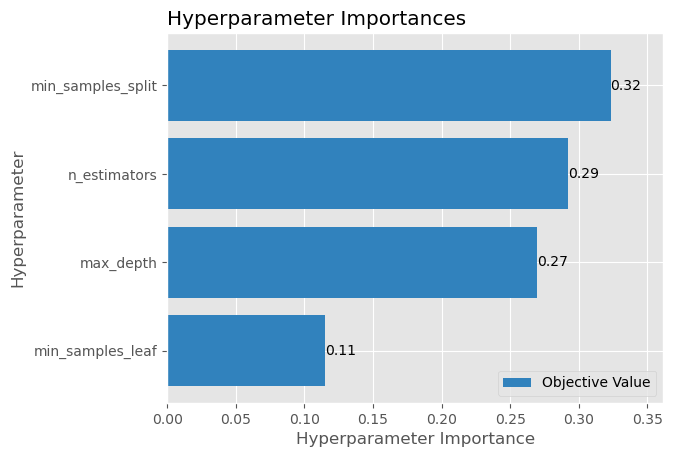 Hyperparameter Importances
Hyperparameter
min_samples_split
0.32
n_estimators
0.29
max_depth
0.27
min_samples_leaf
0.11
Objective Value
0.00 0.05 0.10 0.15 0.20 0.25 0.30 0.35
Hyperparameter Importance